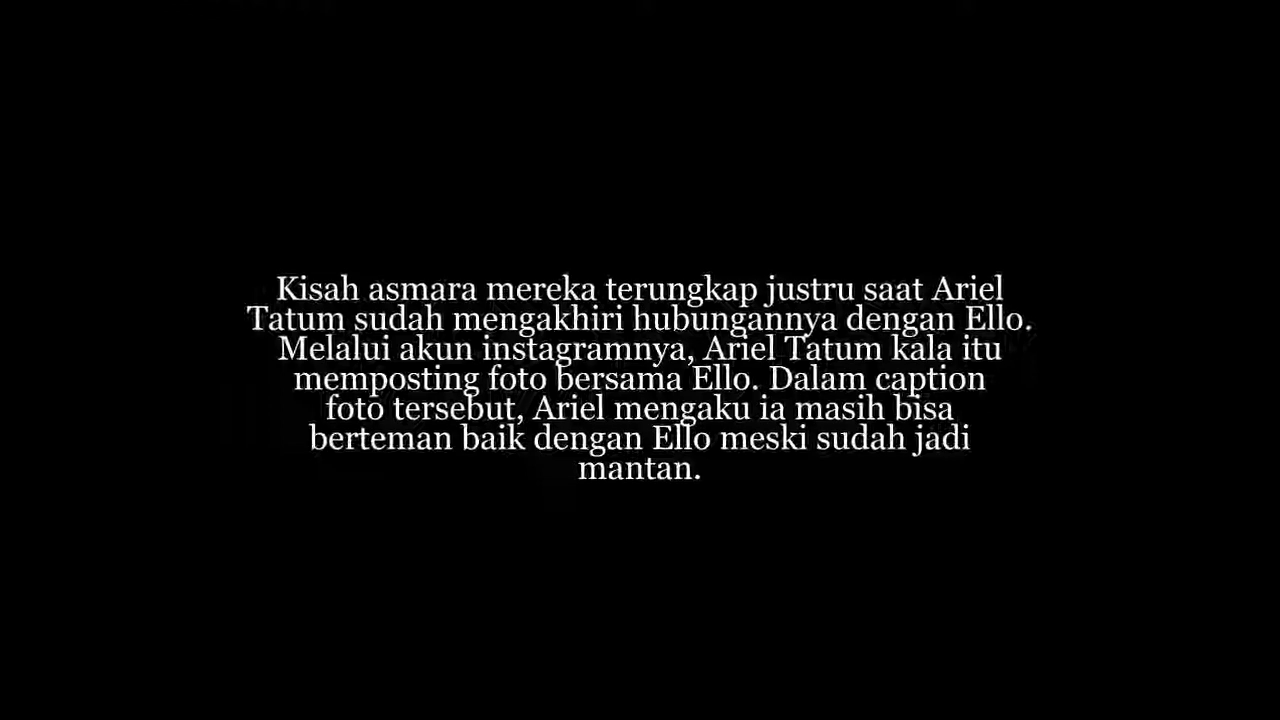 Kisah asmara mereka terungkap justru saat Ariel
Tatum sudah mengakhiri hubungannya dengan Ello.
Melalui akun instagramnya, Ariel Tatum kala itu
memposting foto bersama Ello. Dalam caption
foto tersebut, Ariel mengaku ia masih bisa
berteman baik dengan Ello meski sudah jadi
mantan.